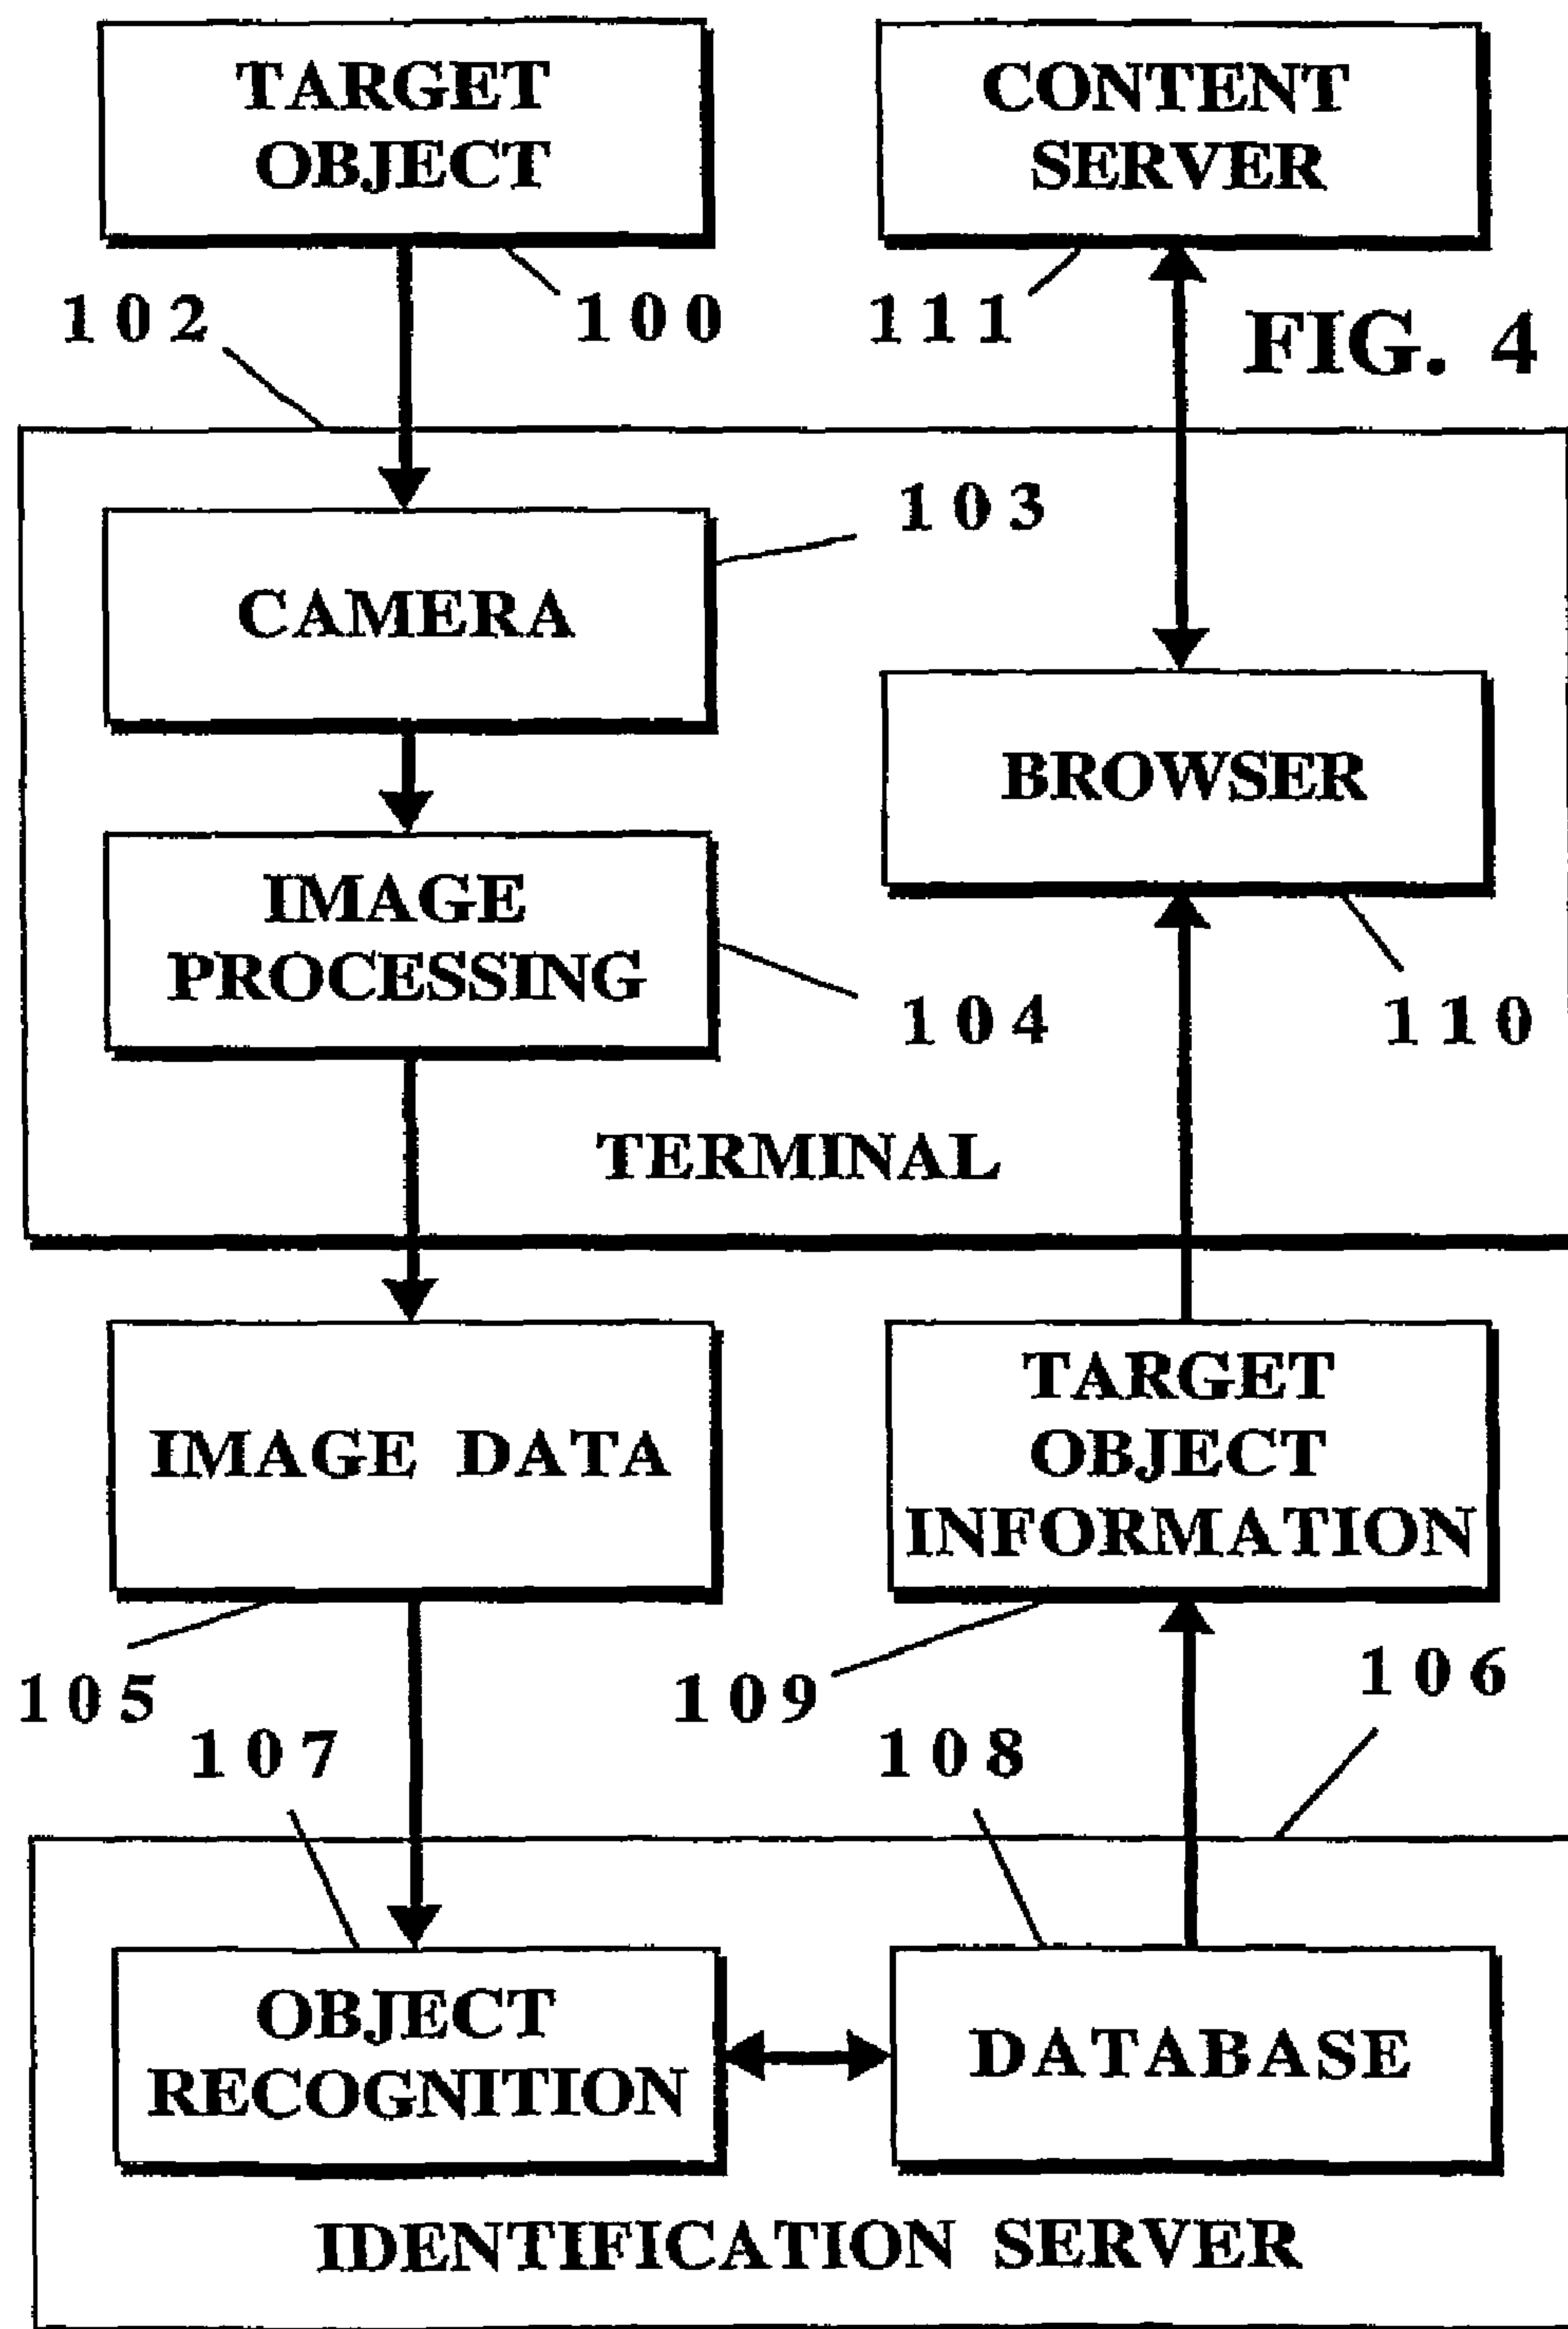 TARGET
OBJECT
CONTENT
SERVER
102
100
111
FIG. 4
103
CAMERA
BROWSER
IMAGE
PROCESSING
104
110
TERMINAL
IMAGE DATA
TARGET
OBJECT
INFORMATION
105
109
106
107
108
OBJECT
RECOGNITION
DATABASE
IDENTIFICATION SERVER